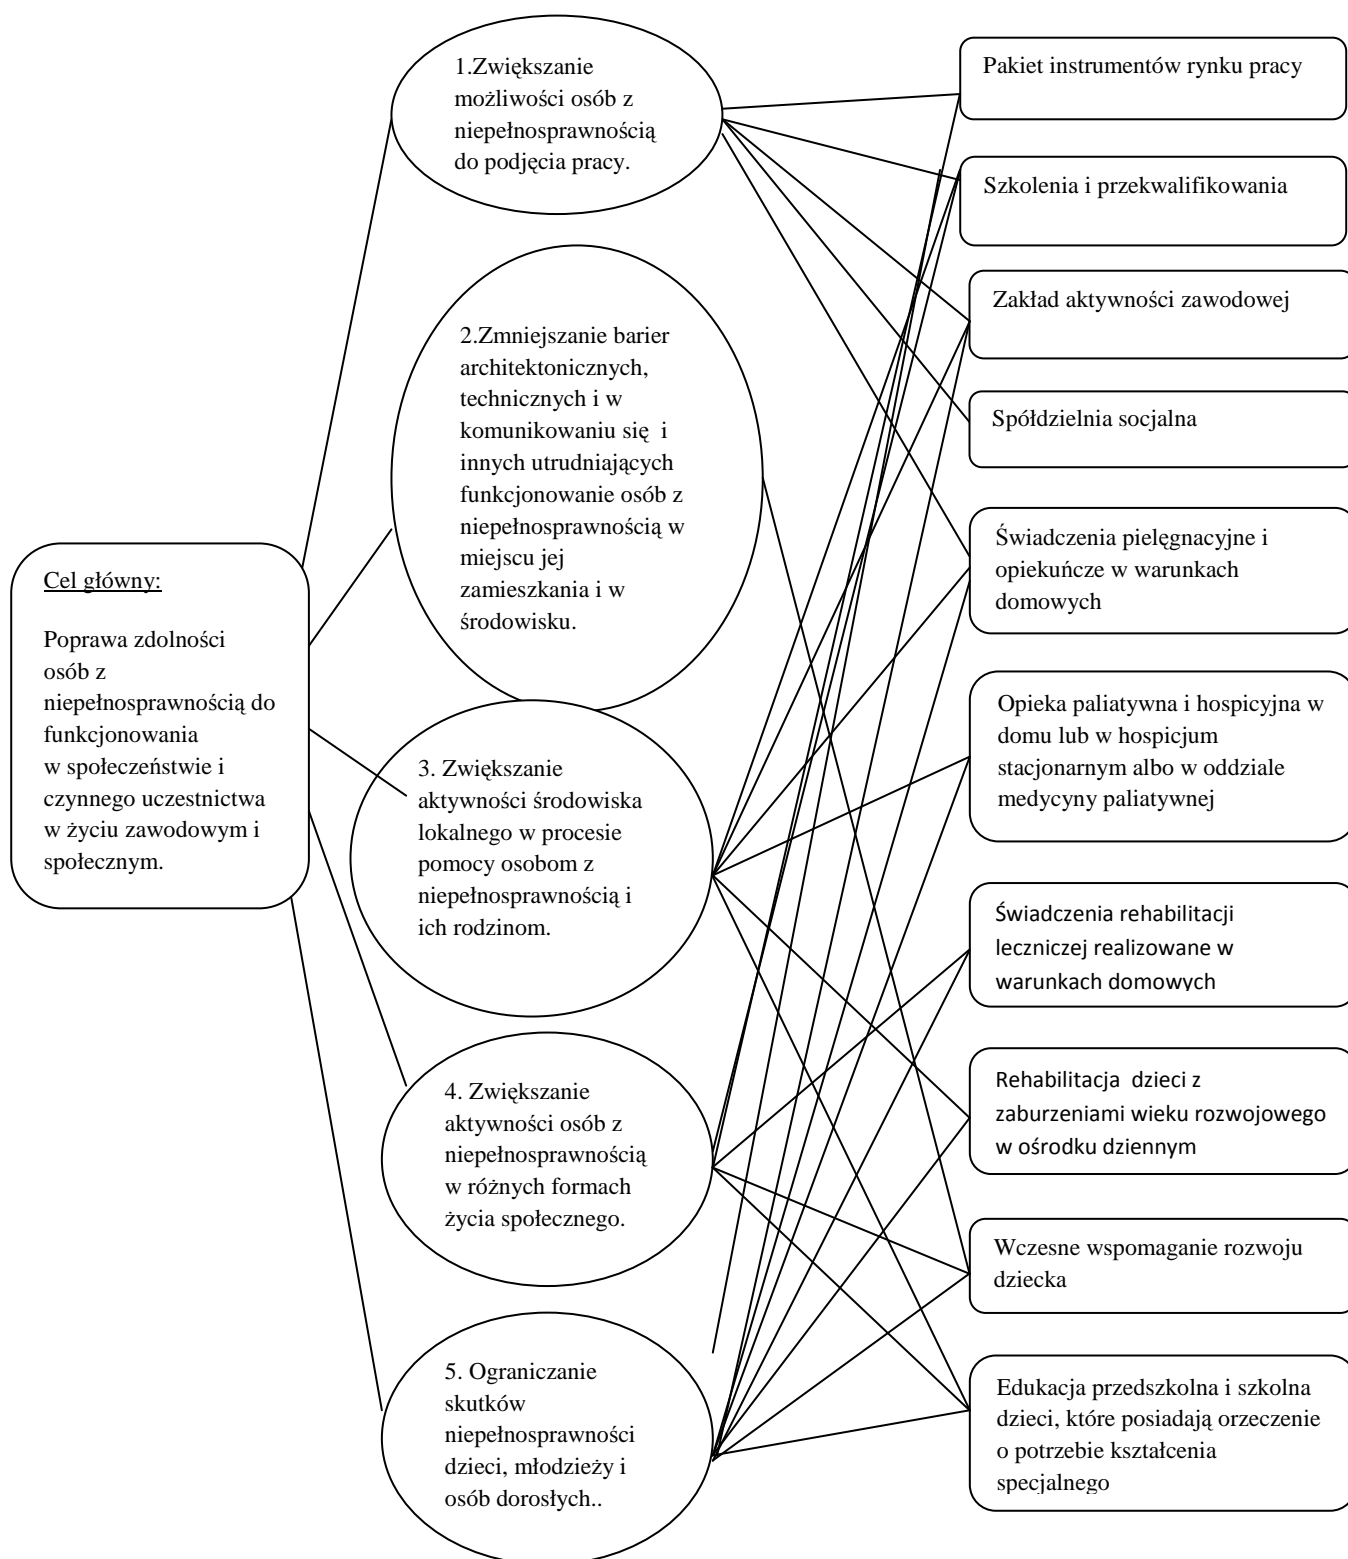 Cel główny:
Poprawa zdolności
osób z
niepełnosprawnością do
funkcjonowania
w społeczeństwie i
czynnego uczestnictwa
w życiu zawodowym i
społecznym.
1.Zwiększanie
możliwości osób z
niepełnosprawnością
do podjęcia pracy.
2.Zmniejszanie barier
architektonicznych,
technicznych i w
komunikowaniu się i
innych utrudniających
funkcjonowanie osób z
niepełnosprawnością w
miejscu jej
zamieszkania i w
środowisku.
3. Zwiększanie
aktywności środowiska
lokalnego w procesie
pomocy osobom z
niepełnosprawnością i
ich rodzinom.
4. Zwiększanie
aktywności osób z
niepełnosprawnością
w różnych formach
życia społecznego.
5. Ograniczanie
skutków
niepełnosprawności
dzieci, młodzieży i
osób dorosłych..
Pakiet instrumentów rynku pracy
Szkolenia i przekwalifikowania
Zakład aktywności zawodowej
Spółdzielnia socjalna
Świadczenia pielęgnacyjne i
opiekuńcze w warunkach
domowych
Opieka paliatywna i hospicyjna w
domu lub w hospicjum
stacjonarnym albo w oddziale
medycyny paliatywnej
Świadczenia rehabilitacji
leczniczej realizowane w
warunkach domowych
Rehabilitacja dzieci z
zaburzeniami wieku rozwojowego
w ośrodku dziennym
Wczesne wspomaganie rozwoju
dziecka
Edukacja przedszkolna i szkolna
dzieci, które posiadają orzeczenie
o potrzebie kształcenia
specjalnego